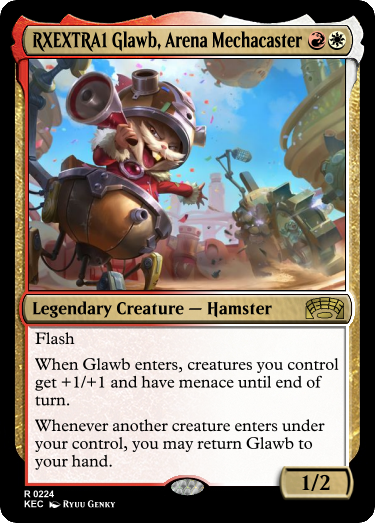 RXEXTRA1 Glawb, Arena Mechacaster
Legendary Creature — Hamster
Flash
When Glawb enters, creatures you control
get +1/+1 and have menace until end of
turn.
Whenever another creature enters under
your control, you may return Glawb to
your hand.
1/2
R 0224
KEC Ryuu Genky